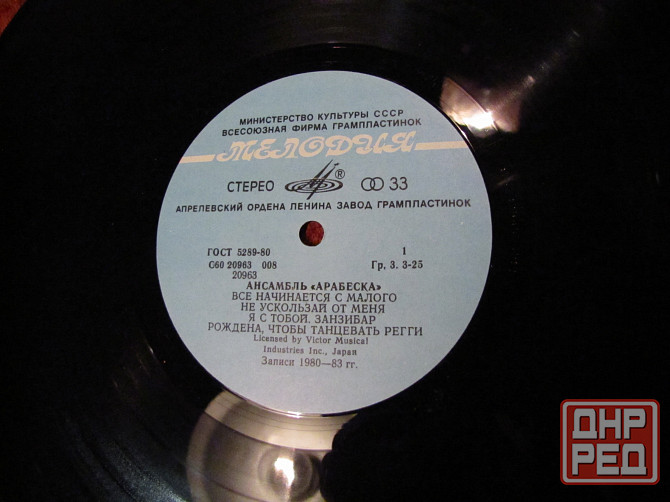 МИНИСТЕРСТВО КУЛЬТУРЫ СССР
ВСЕСОЮЗНАЯ ФИРМА ГРАМПЛАСТИНОК
МЕЛОДИЯ
СТЕРЕО ® 33
АПРЕЛЕВСКИЙ ОРДЕНА ЛЕНИНА ЗАВОД ГРАМПЛАСТИНОК
ГОСТ 5289-80 1
С60 20963 008 Гр. 3. 3-25
20963
АНСАМБЛЬ «АРАБЕСКА»
ВСЕ НАЧИНАЕТСЯ С МАЛОГО
НЕ УСКОЛЬЗАЙ ОТ МЕНЯ
Я С ТОБОЙ. ЗАНЗИБАР
РОЖДЕНА, ЧТОБЫ ТАНЦЕВАТЬ РЕГГИ
Licensed by Victor Musical
Industries Inc., Japan
Записи 1980—83 гг.
ДНР
РЕД